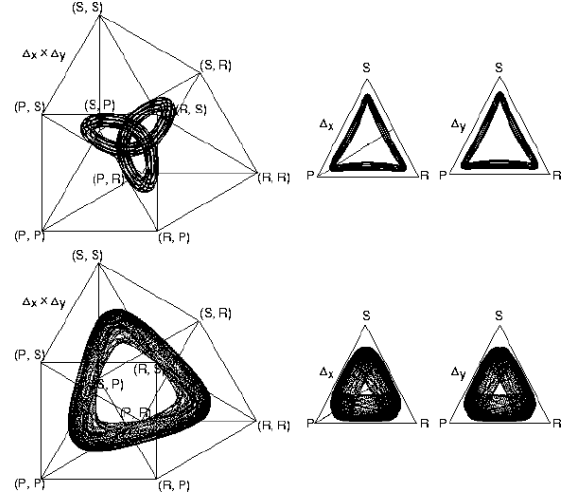 (S, S)
Δx × Δy
(S, R)
(P, S)
(S, P)
(R, S)
(P, R)
(R, R)
(P, P)
(R, P)
S
Δx
P
R
S
Δy
P
R
(S, S)
Δx × Δy
(S, R)
(P, S)
(R, S)
(S, P)
(P, R)
(R, R)
(P, P)
(R, P)
S
Δx
P
R
S
Δy
P
R